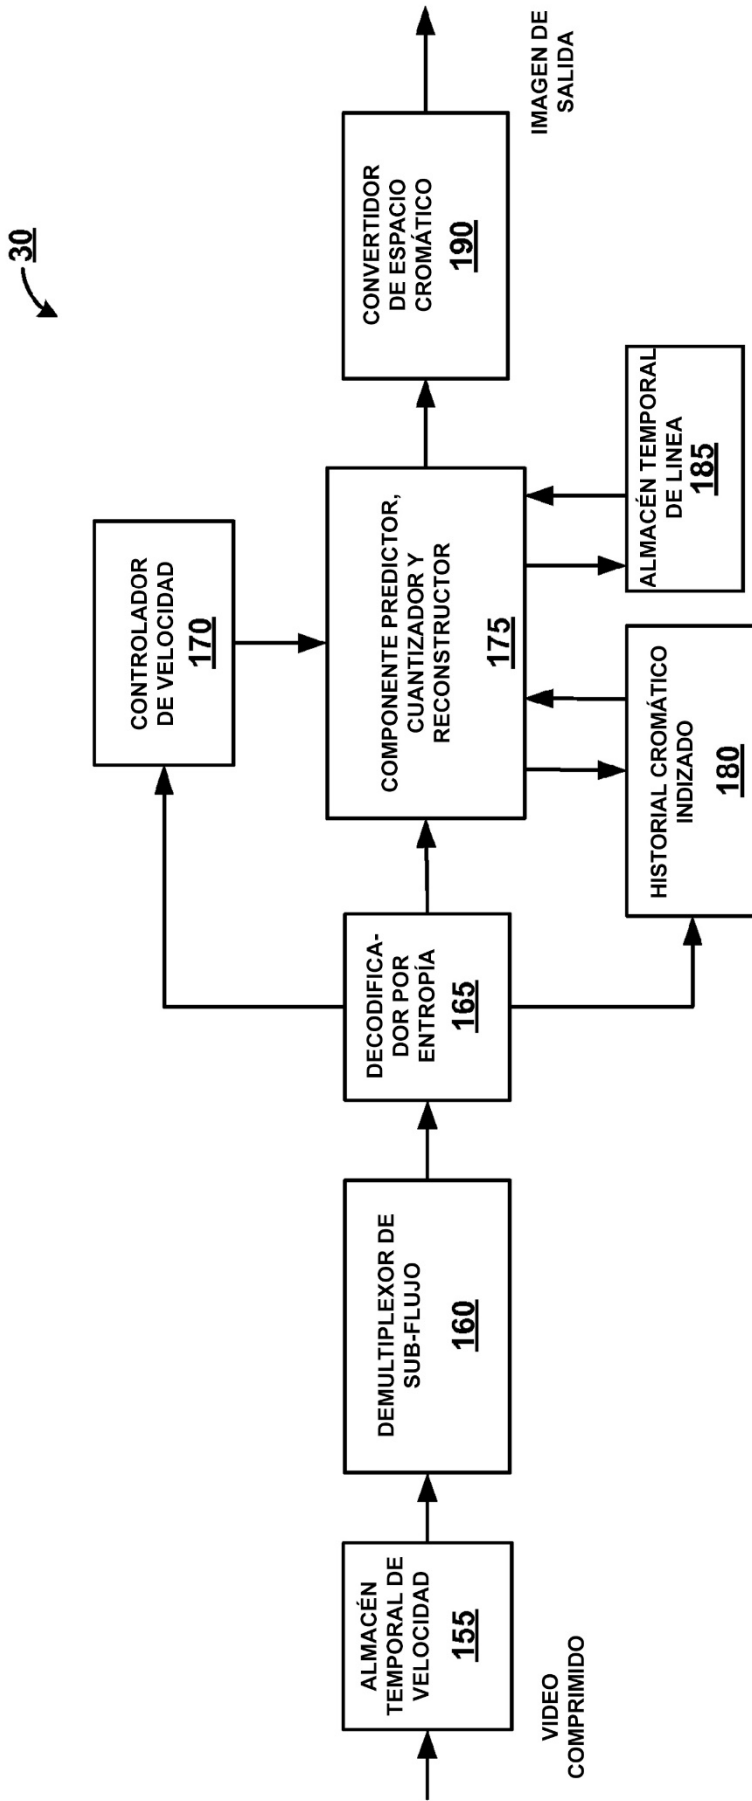 30
VIDEO
COMPRIMIDO
ALMACÉN
TEMPORAL DE
VELOCIDAD
155
DEMULTIPLEXOR DE
SUB-FLUJO
160
DECODIFICA-
DOR POR
ENTROPÍA
165
CONTROLADOR
DE VELOCIDAD
170
COMPONENTE PREDICTOR,
CUANTIZADOR Y
RECONSTRUCTOR
175
HISTORIAL CROMÁTICO
INDIZADO
180
ALMACÉN TEMPORAL
DE LINEA
185
CONVERTIDOR
DE ESPACIO
CROMÁTICO
190
IMAGEN DE
SALIDA